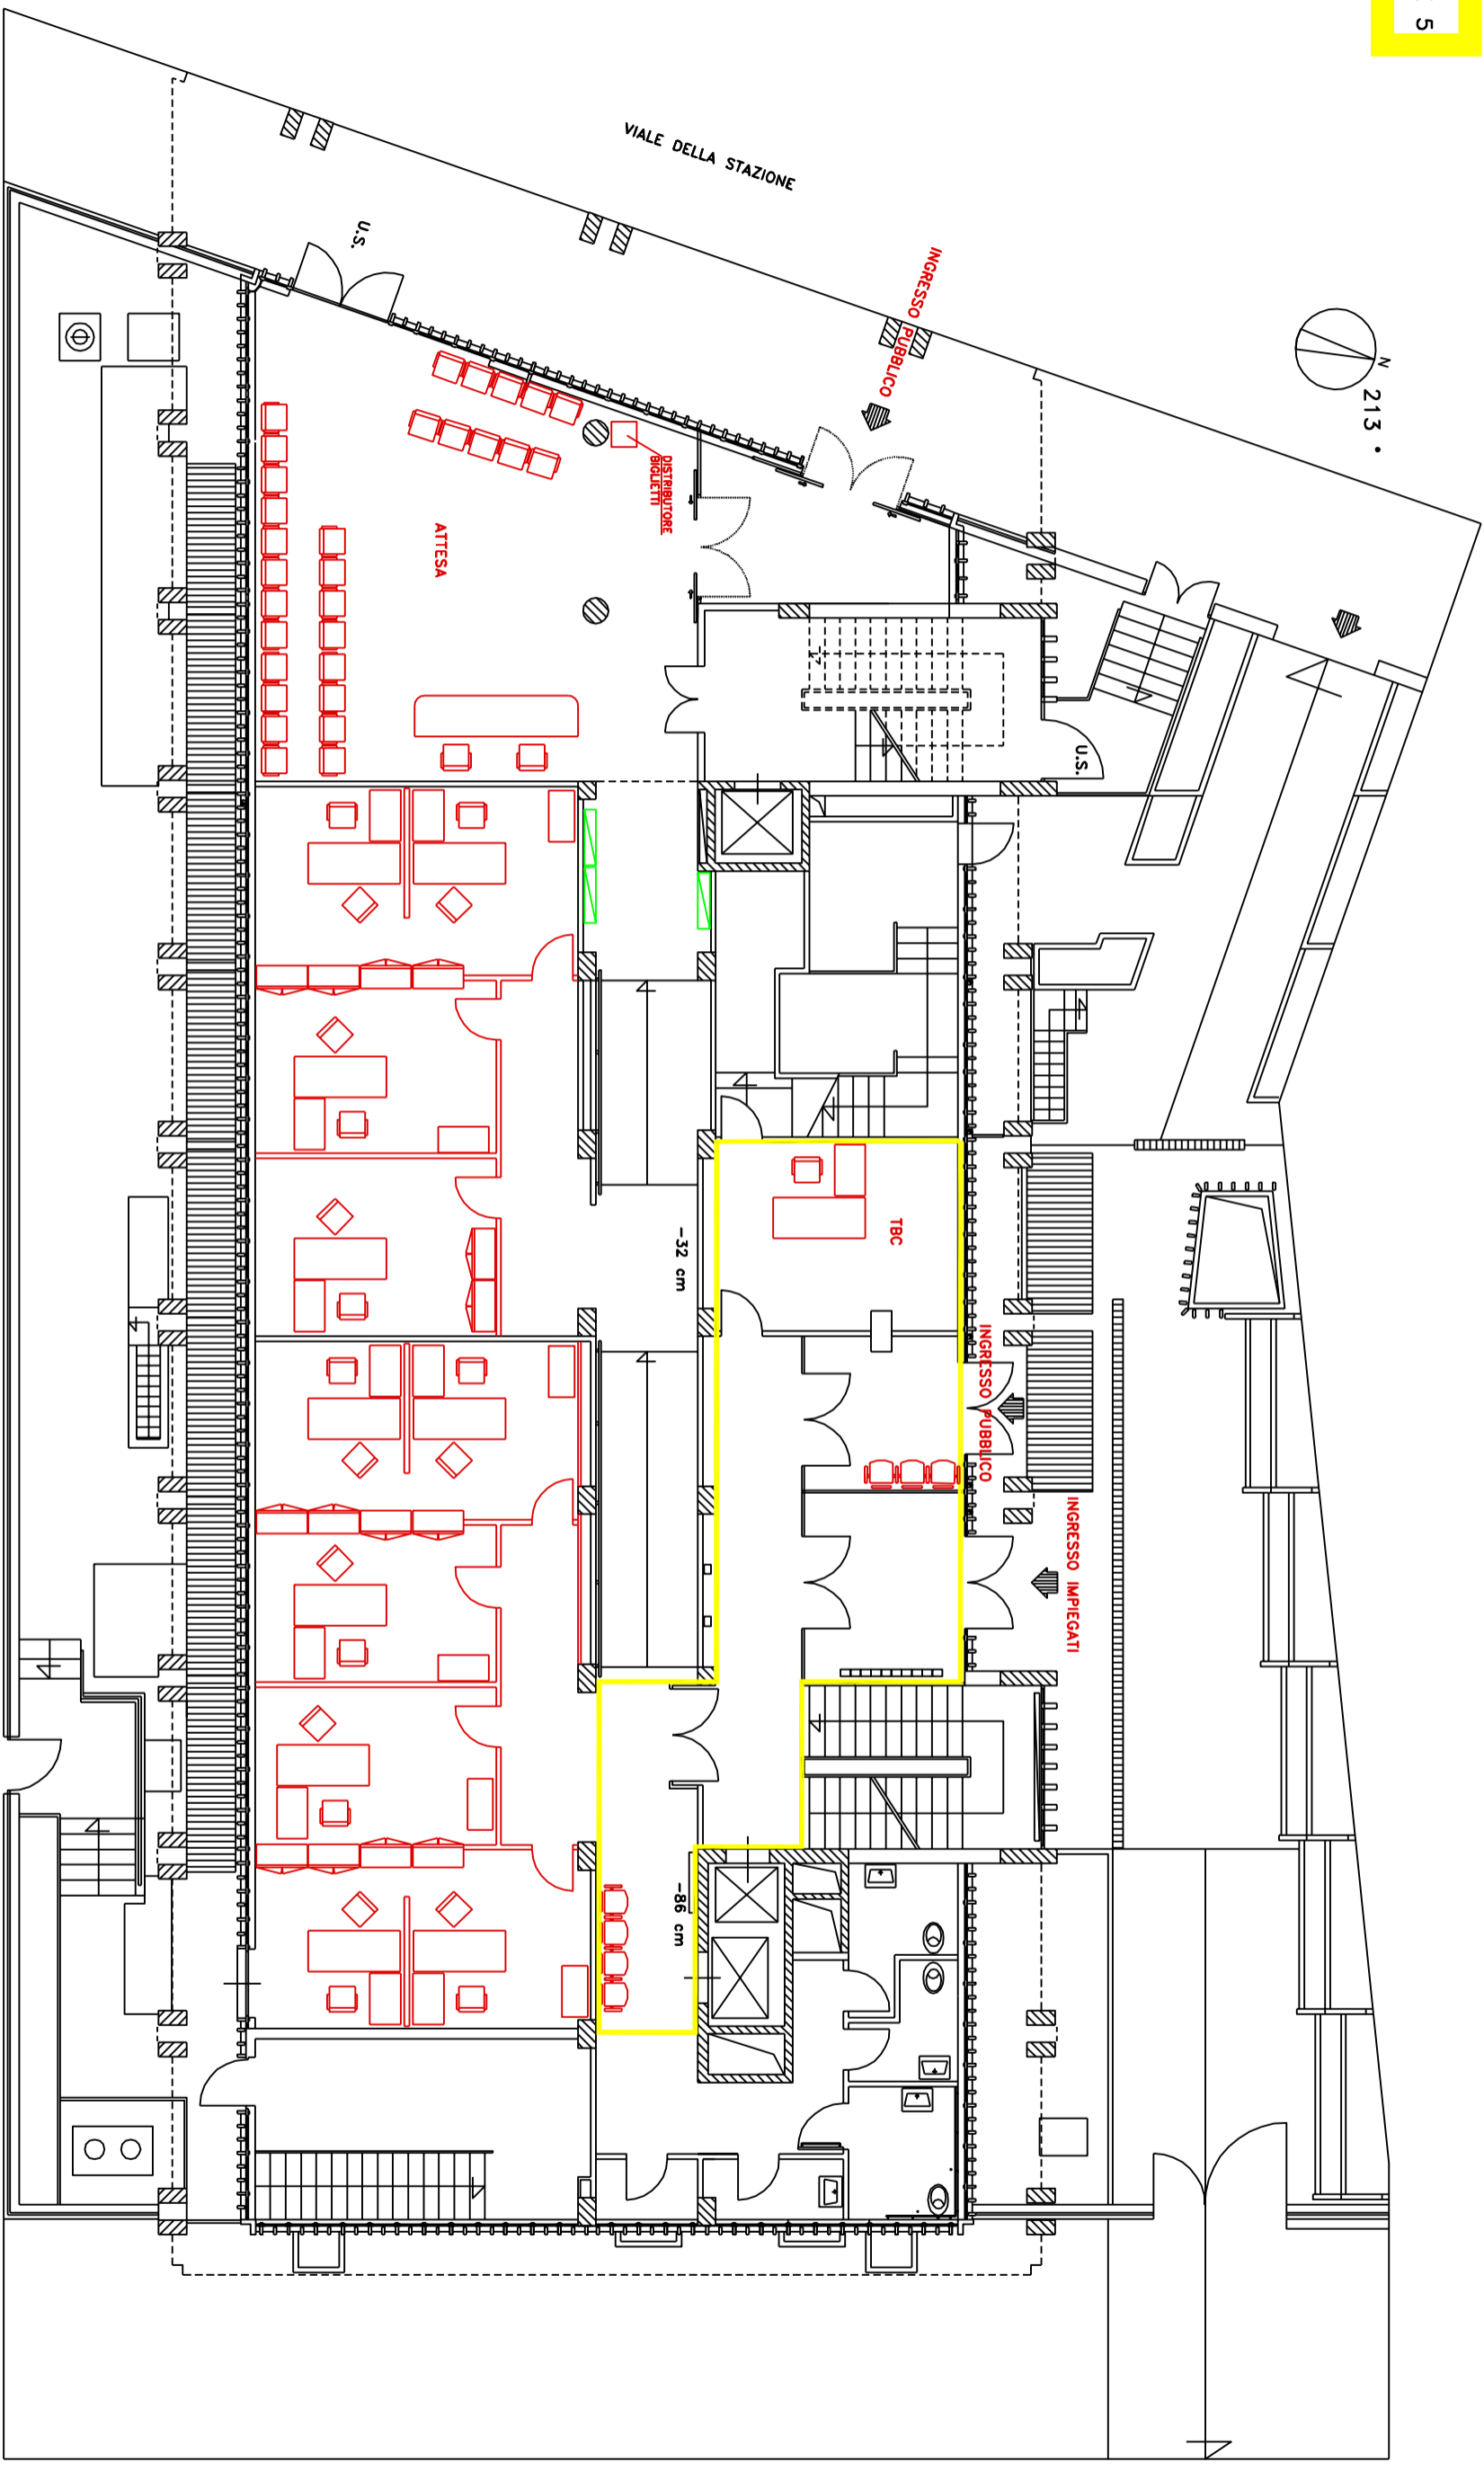 : 5
N
213 •
VIALE DELLA STAZIONE
INGRESSO PUBBLICO
U.S.
DISTRIBUTORE
BIGLIETTI
ATTESA
U.S.
TBC
-32 cm
INGRESSO PUBBLICO
INGRESSO IMPIEGATI
-86 cm